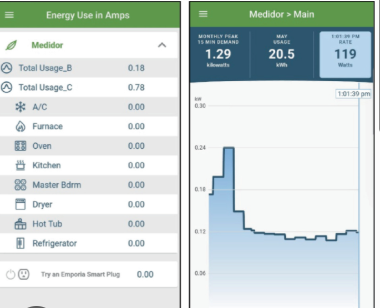 Energy Use in Amps
Medidor
Total Usage_B 0.18
Total Usage_C 0.78
A/C 0.00
Furnace 0.00
Oven 0.00
Kitchen 0.00
Master Bdrm 0.00
Dryer 0.00
Hot Tub 0.00
Refrigerator 0.00
Try an Emporia Smart Plug 0.00
Medidor > Main
MONTHLY PEAK
15 MIN DEMAND
1.29
kilowatts
MAY
USAGE
20.5
kWh
1:01:39 PM
RATE
119
Watts
1:01:39 pm
kW
0.30
0.24
0.18
0.12
0.06